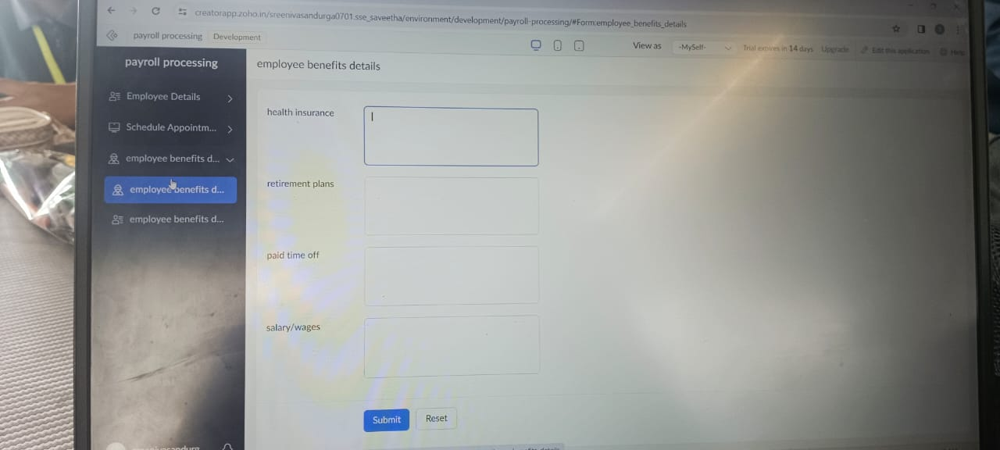 creatorapp.zoho.in/sreenivasandurga0701.sse_saveetha/environment/development/payroll-processing/#Form:employee_benefits_details
payroll processing Development
View as -MySelf- Trial expires in 14 days Upgrade Edit this application Help
payroll processing
Employee Details
Schedule Appointm...
employee benefits d...
employee benefits d...
employee benefits d...
employee benefits details
health insurance
retirement plans
paid time off
salary/wages
Submit Reset